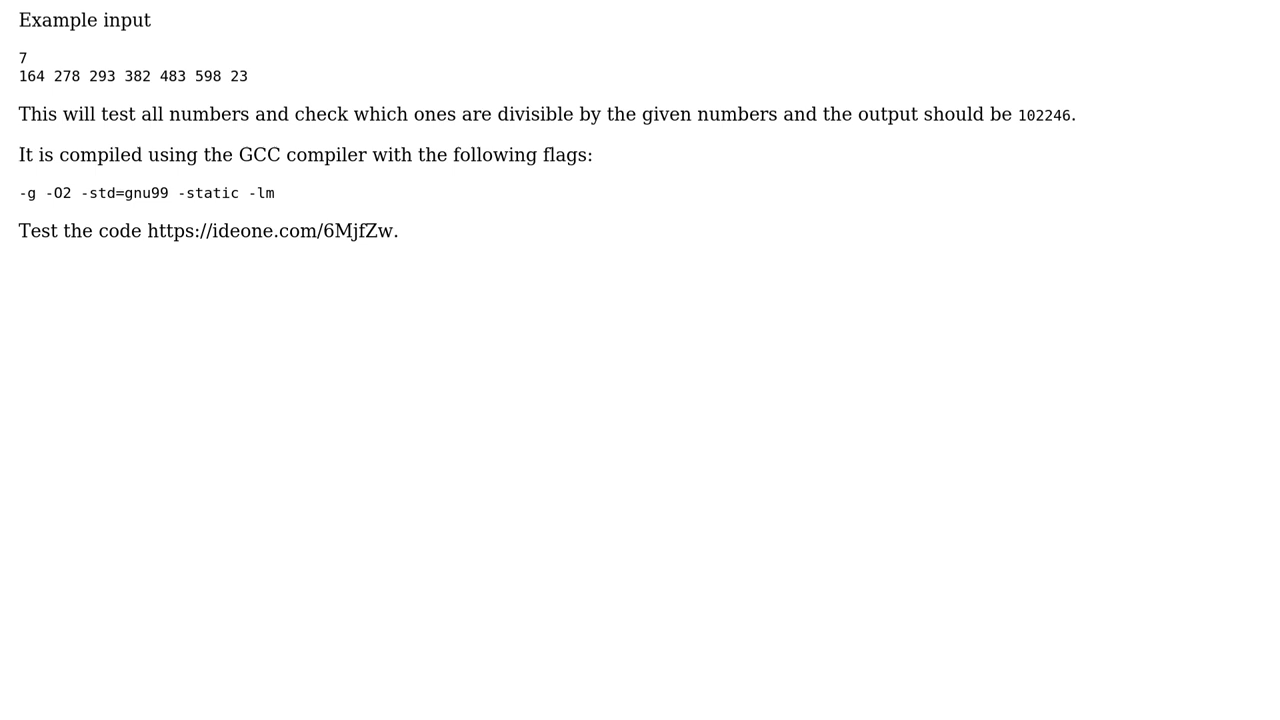 Example input
7
164 278 293 382 483 598 23
This will test all numbers and check which ones are divisible by the given numbers and the output should be 102246.
It is compiled using the GCC compiler with the following flags:
-g -O2 -std=gnu99 -static -lm
Test the code https://ideone.com/6MjfZw.